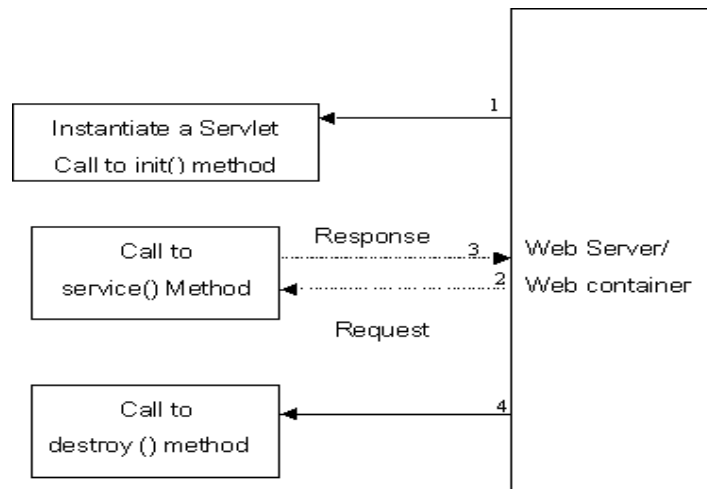 1
Instantiate a Servlet
Call to init() method
Response
3
Call to
service() Method
2
Request
Web Server/
Web container
4
Call to
destroy () method